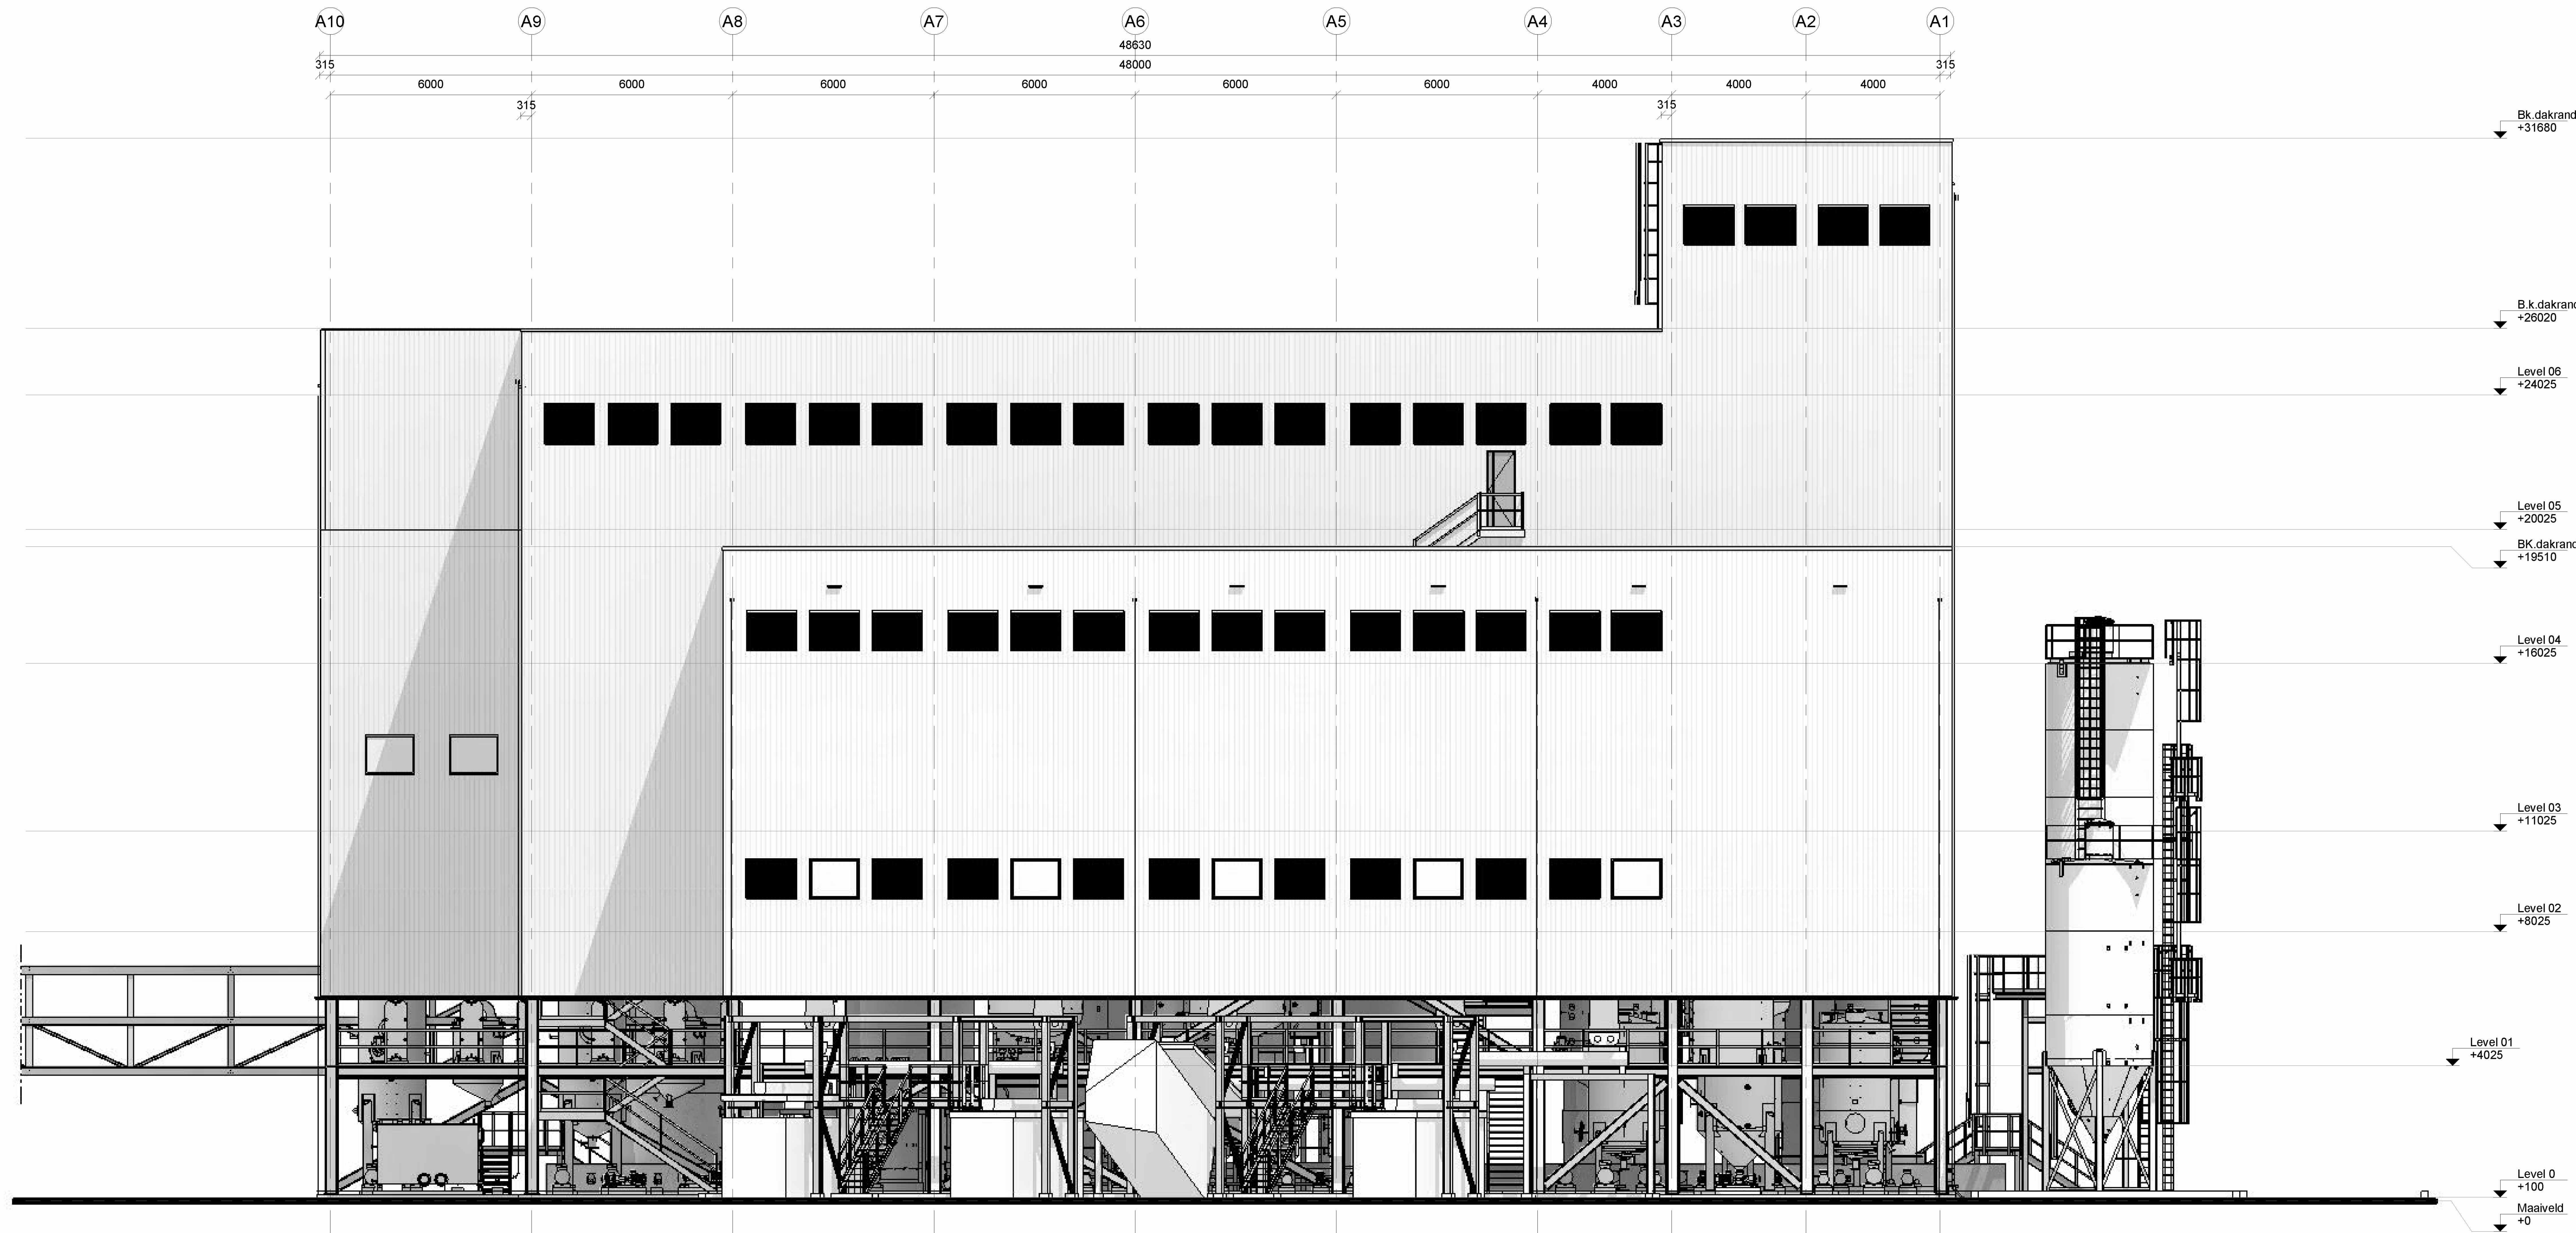 A10 A9 A8 A7 A6 A5 A4 A3 A2 A1
48630
315 48000 315
6000 6000 6000 6000 6000 6000 4000 4000 4000
315 315
Bk.dakrand
+31680
B.k.dakrand
+26020
Level 06
+24025
Level 05
+20025
BK.dakrand
+19510
Level 04
+16025
Level 03
+11025
Level 02
+8025
Level 01
+4025
Level 0
+100
Maaiveld
+0